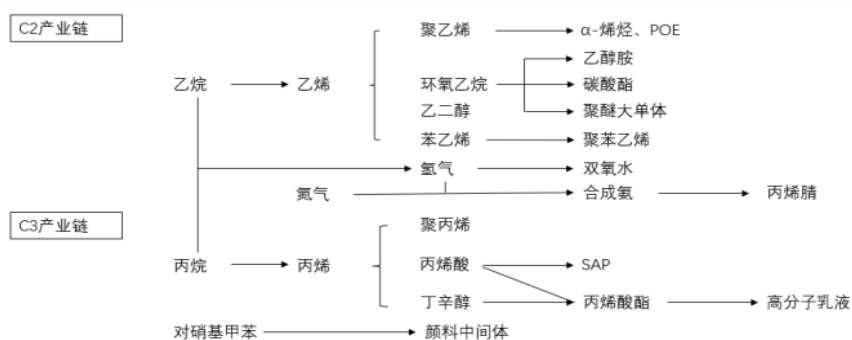 C2产业链
聚乙烯 α-烯烃、POE
乙醇胺
乙烷 乙烯 环氧乙烷 碳酸酯
乙二醇 聚醚大单体
苯乙烯 聚苯乙烯
氢气 双氧水
氮气 合成氨 丙烯腈
C3产业链 聚丙烯
丙烷 丙烯 丙烯酸 SAP
丁辛醇 丙烯酸酯 高分子乳液
对硝基甲苯 颜料中间体